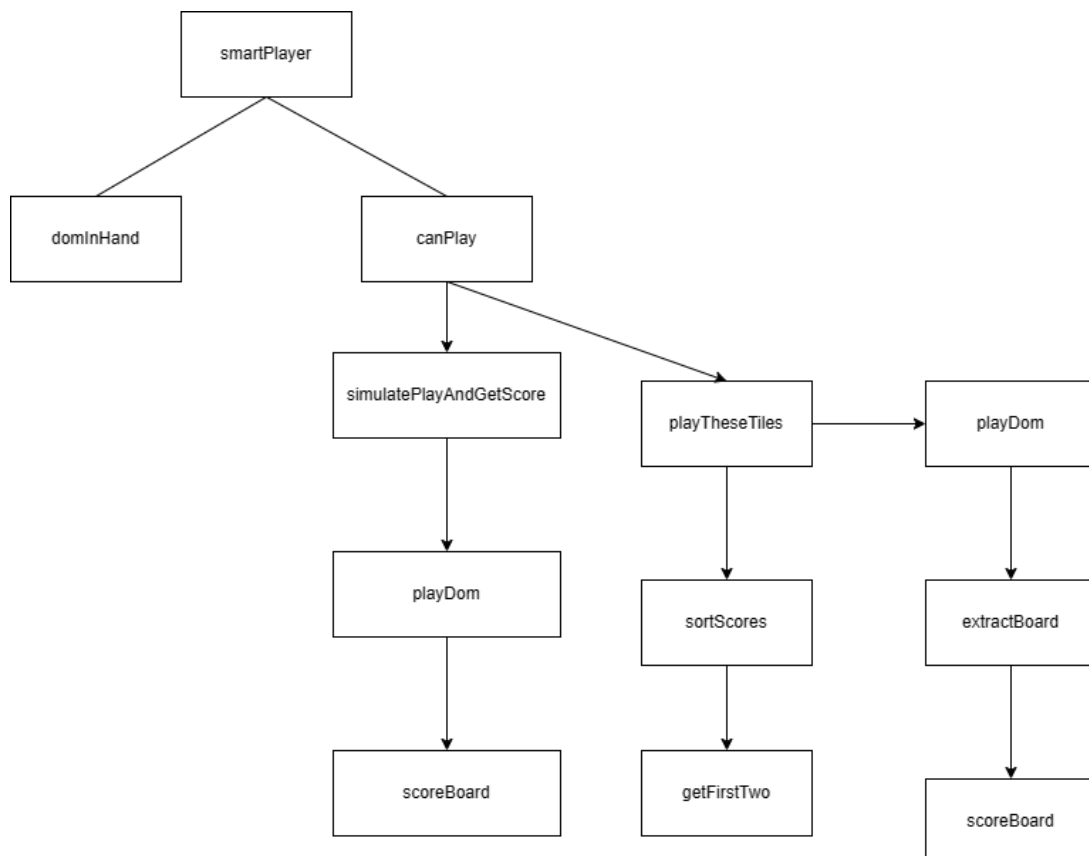 smartPlayer
domInHand
canPlay
simulatePlayAndGetScore
playTheseTiles
playDom
playDom
sortScores
extractBoard
scoreBoard
getFirstTwo
scoreBoard